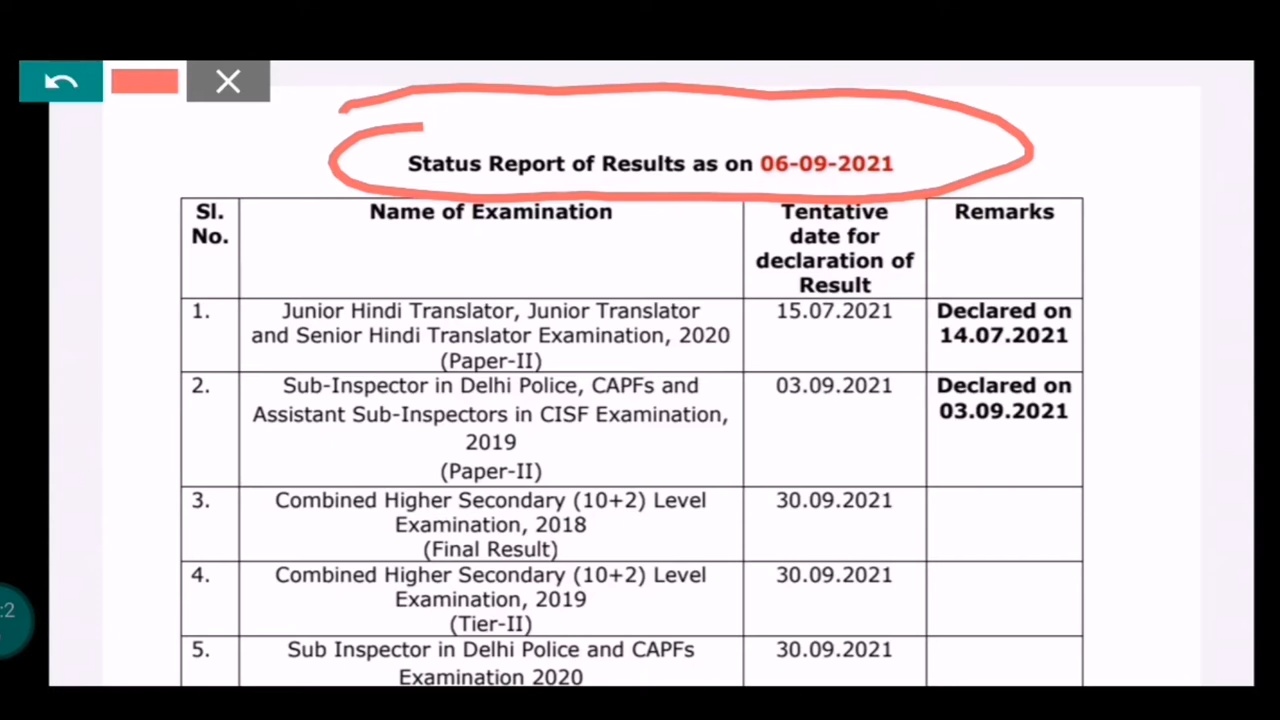 Status Report of Results as on 06-09-2021
Sl. No. Name of Examination Tentative date for declaration of Result Remarks
1. Junior Hindi Translator, Junior Translator 15.07.2021 Declared on
and Senior Hindi Translator Examination, 2020 14.07.2021
(Paper-II)
2. Sub-Inspector in Delhi Police, CAPFs and 03.09.2021 Declared on
Assistant Sub-Inspectors in CISF Examination, 03.09.2021
2019
(Paper-II)
3. Combined Higher Secondary (10+2) Level 30.09.2021
Examination, 2018
(Final Result)
4. Combined Higher Secondary (10+2) Level 30.09.2021
Examination, 2019
(Tier-II)
5. Sub Inspector in Delhi Police and CAPFs 30.09.2021
Examination 2020
:2